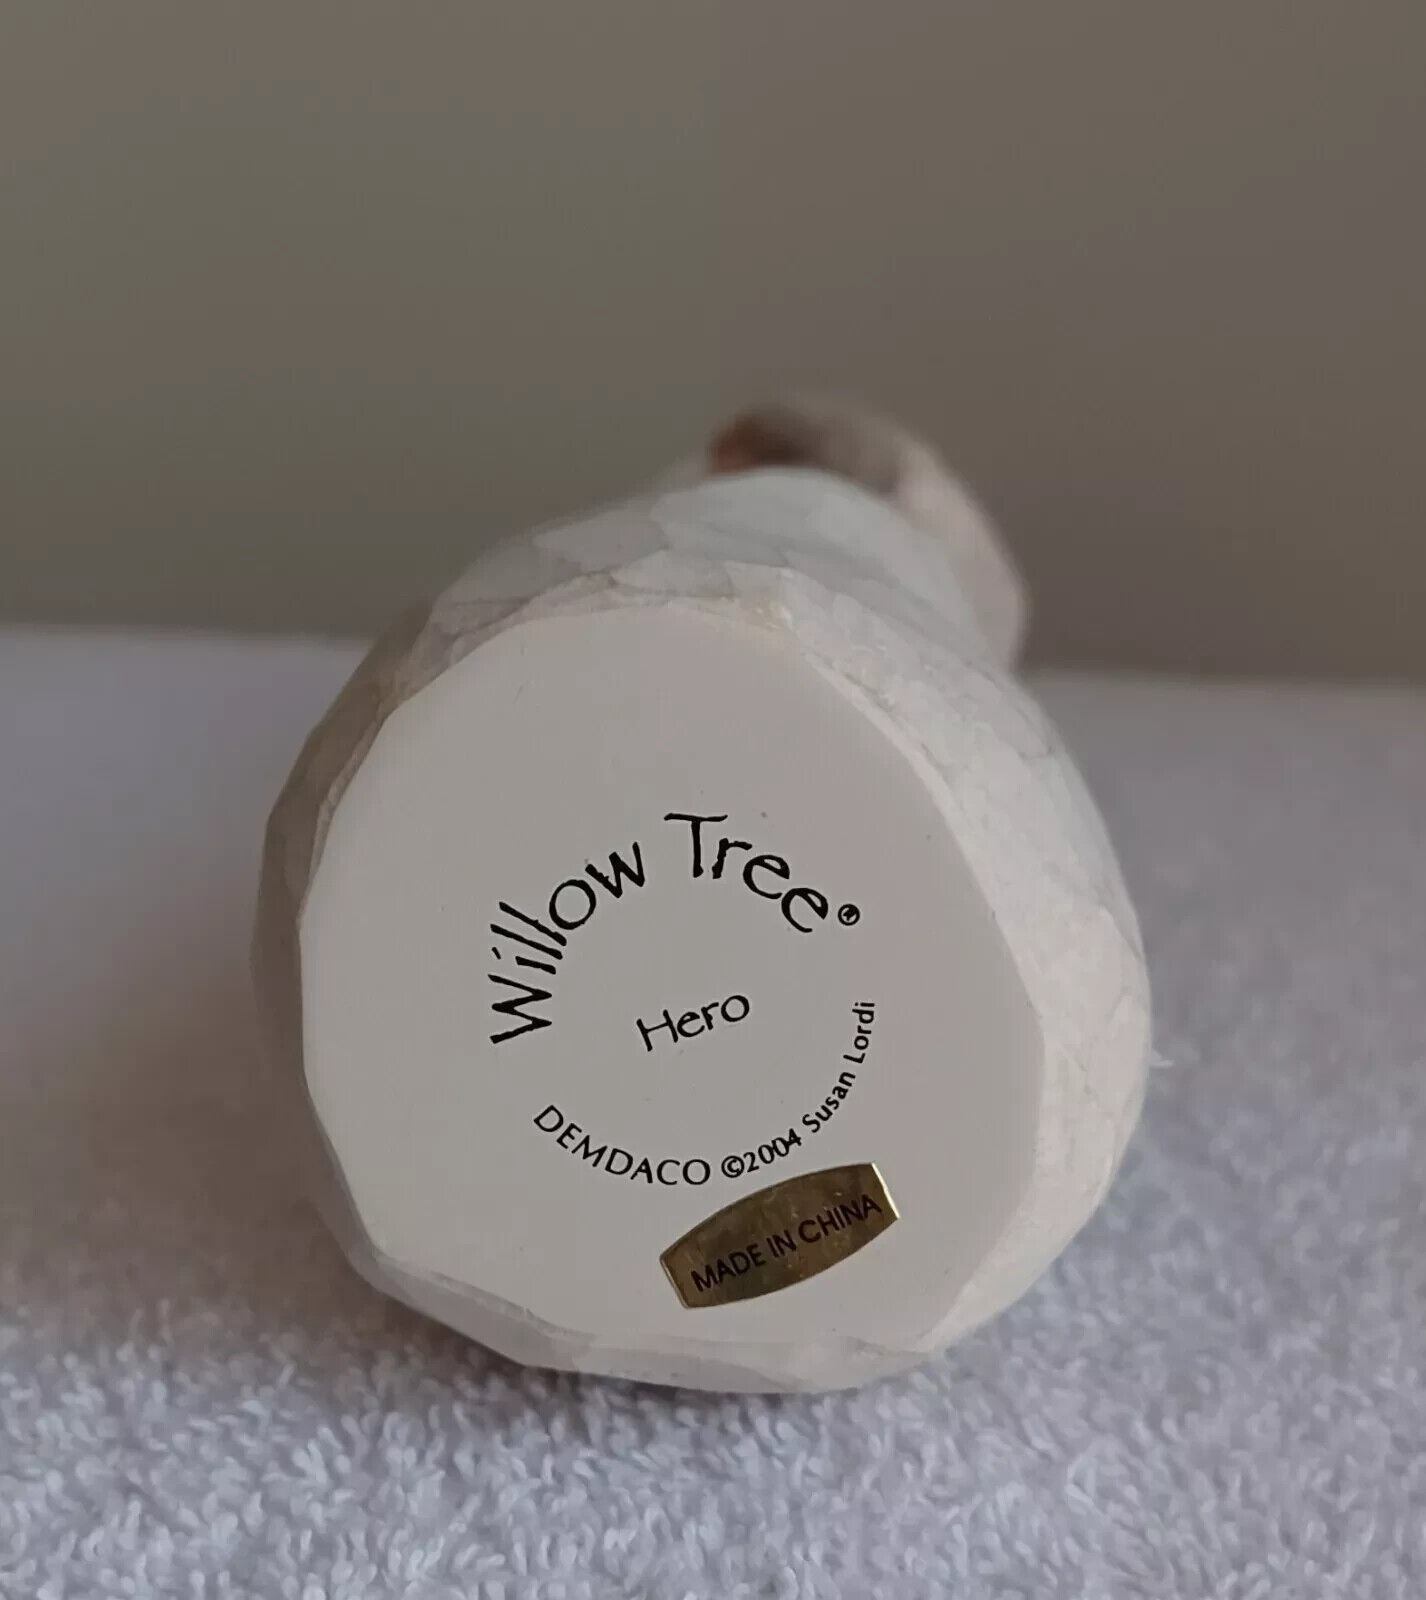 Willow Tree®
Hero
DEMDACO ©2004 Susan Lordi
MADE IN CHINA